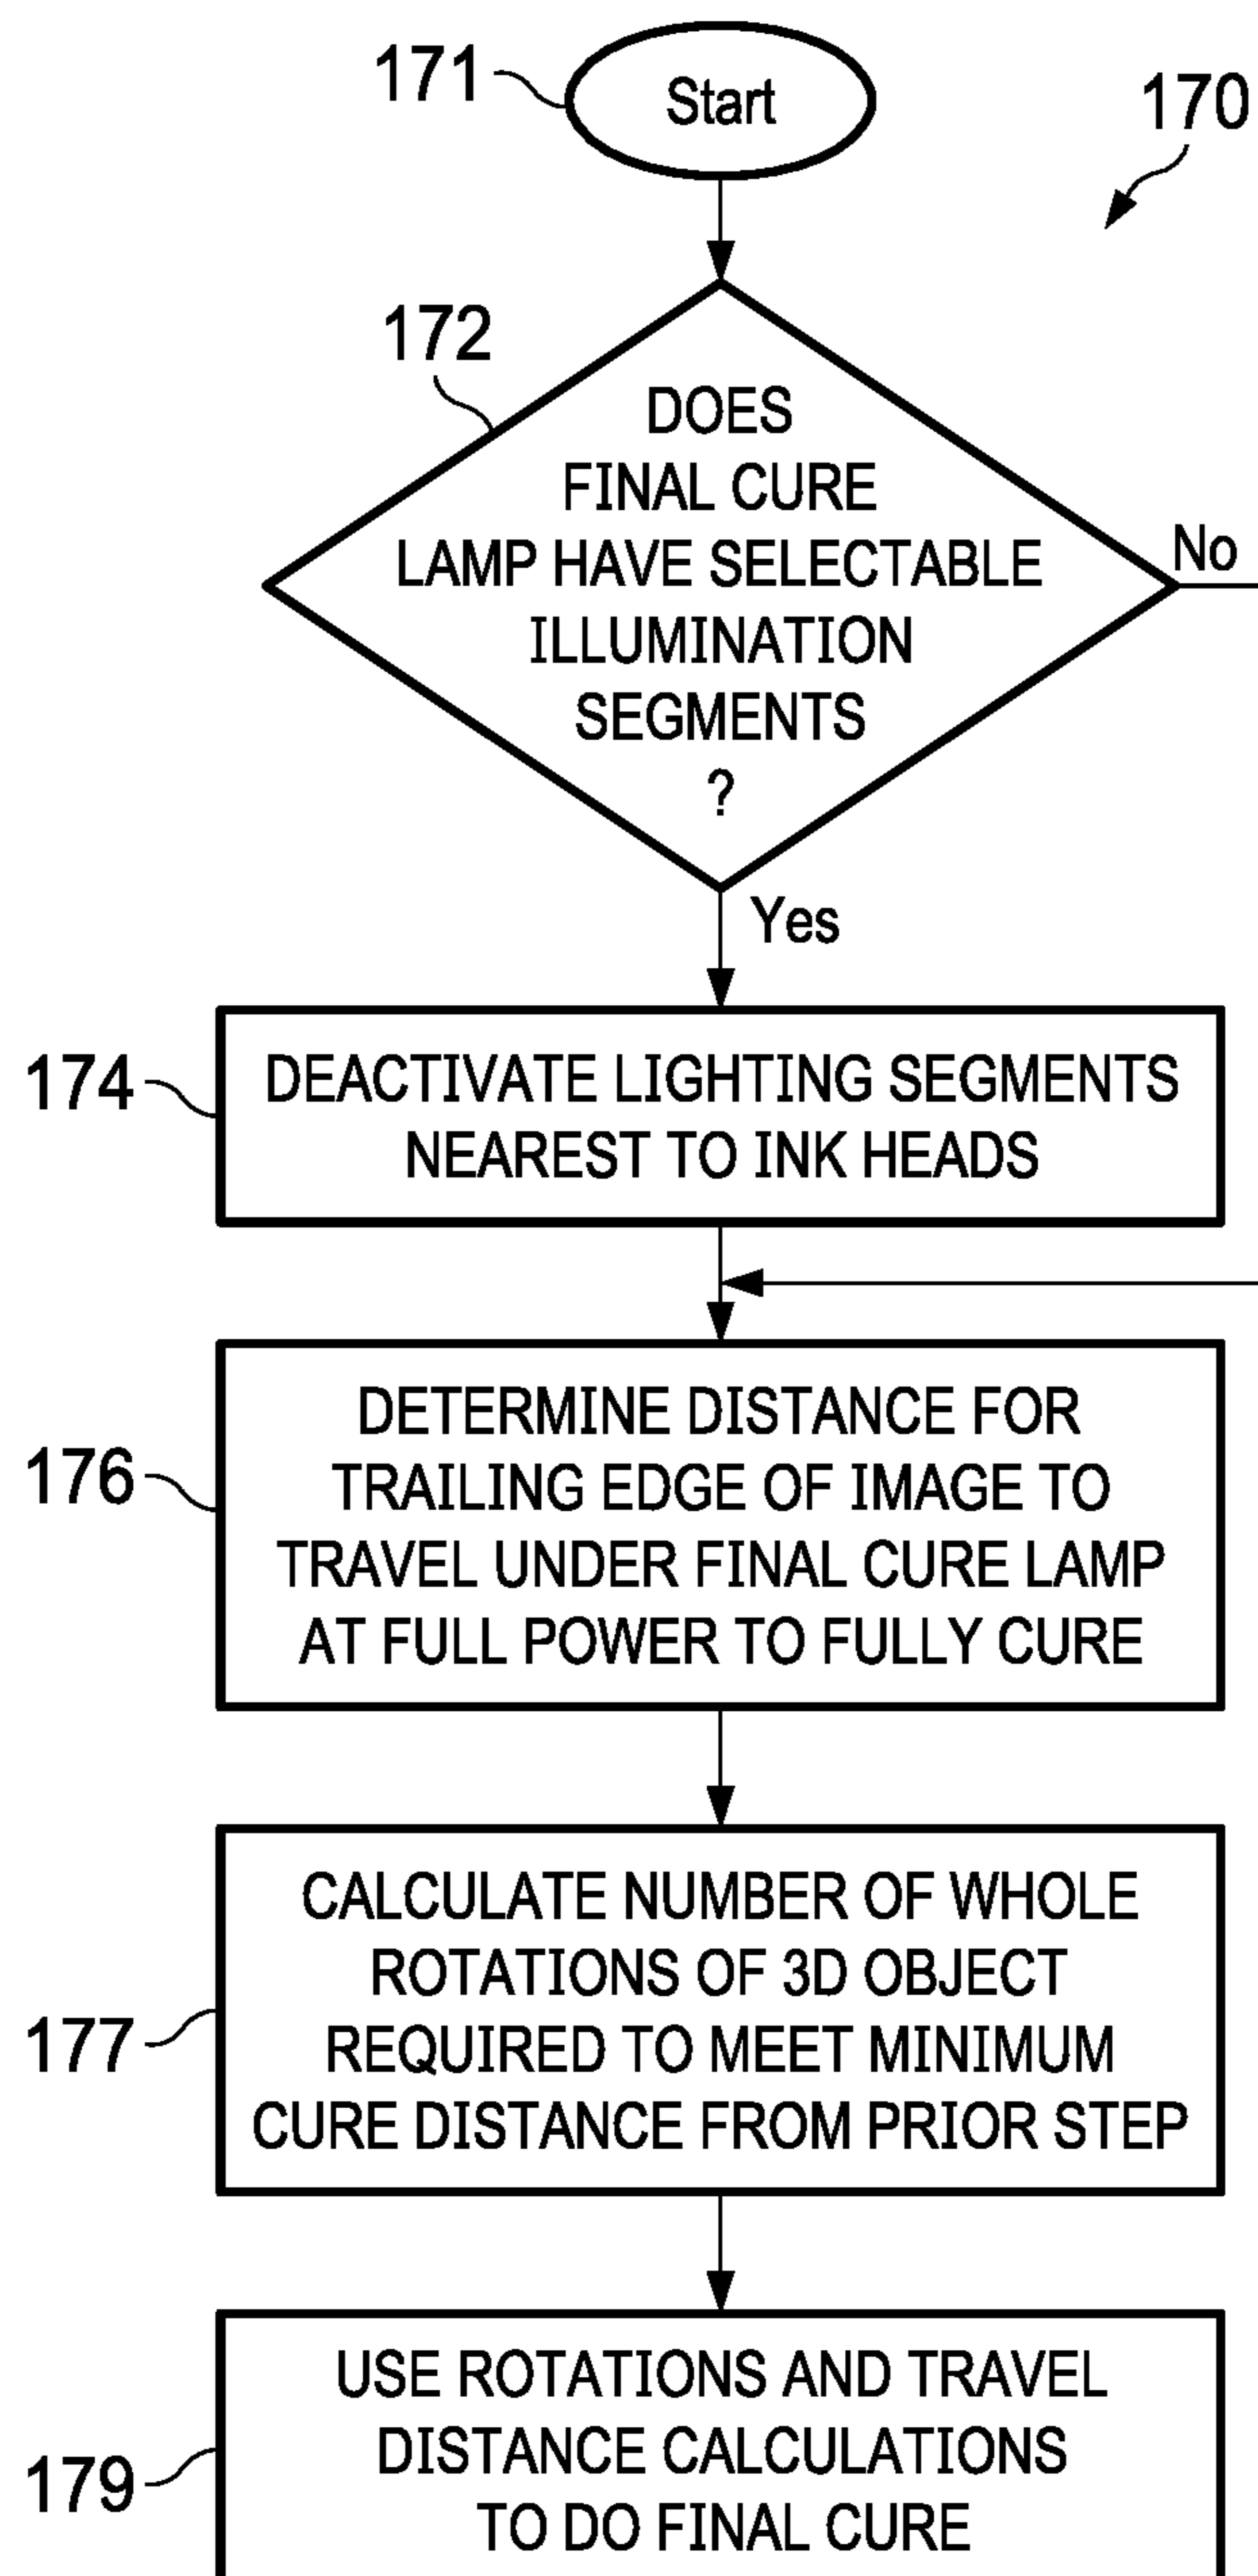 171
Start
170
172
DOES
FINAL CURE
LAMP HAVE SELECTABLE
ILLUMINATION
SEGMENTS
?
No
Yes
174
DEACTIVATE LIGHTING SEGMENTS
NEAREST TO INK HEADS
176
DETERMINE DISTANCE FOR
TRAILING EDGE OF IMAGE TO
TRAVEL UNDER FINAL CURE LAMP
AT FULL POWER TO FULLY CURE
177
CALCULATE NUMBER OF WHOLE
ROTATIONS OF 3D OBJECT
REQUIRED TO MEET MINIMUM
CURE DISTANCE FROM PRIOR STEP
179
USE ROTATIONS AND TRAVEL
DISTANCE CALCULATIONS
TO DO FINAL CURE